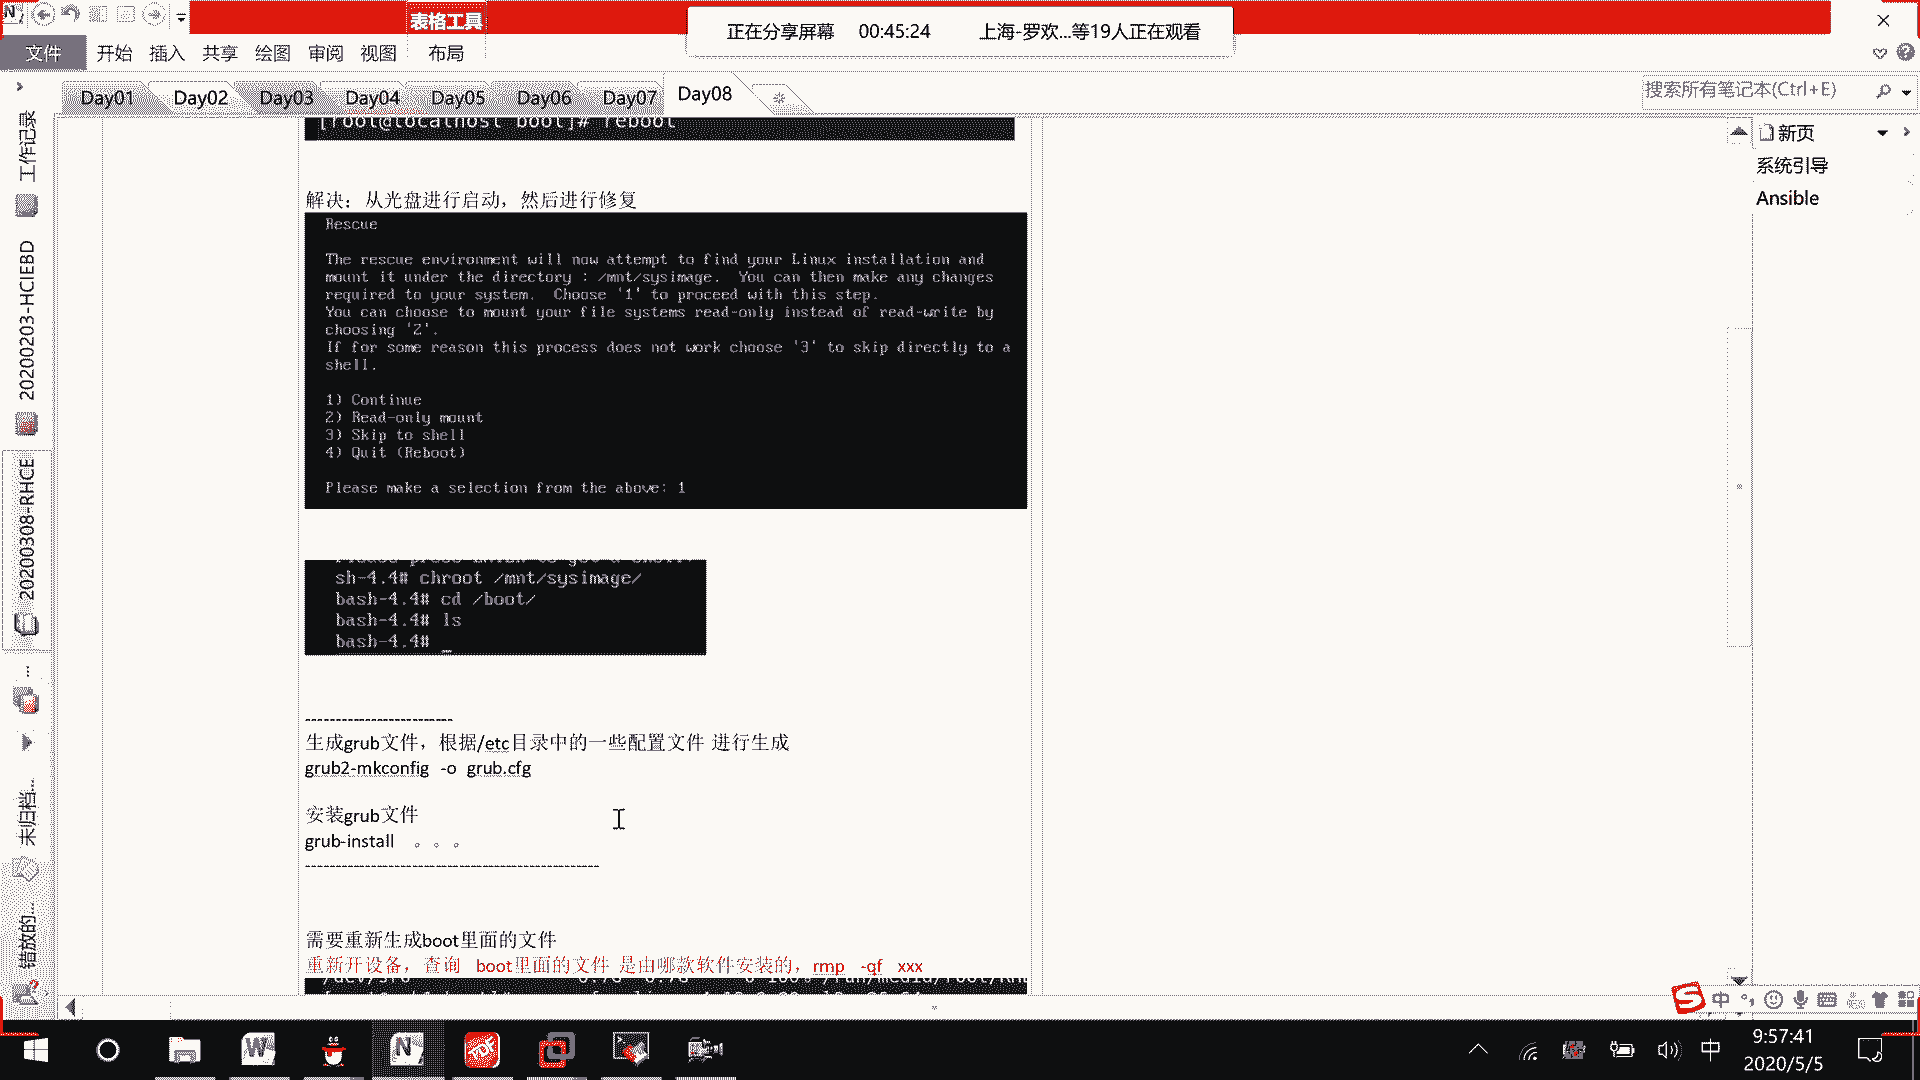 表格工具
正在分享屏幕 00:45:24 上海-罗欢...等19人正在观看
文件 开始 插入 共享 绘图 审阅 视图 布局
Day01 Day02 Day03 Day04 Day05 Day06 Day07 Day08
搜索所有笔记本(Ctrl+E)
新页
系统引导
Ansible
工作记录
20200203-HCIEBD
20200308-RHCE
...
未归档...
错放的...
[root@localhost boot]# reboot
解决：从光盘进行启动，然后进行修复
Rescue
The rescue environment will now attempt to find your Linux installation and
mount it under the directory : /mnt/sysimage.  You can then make any changes
required to your system.  Choose '1' to proceed with this step.
You can choose to mount your file systems read-only instead of read-write by
choosing '2'.
If for some reason this process does not work choose '3' to skip directly to a
shell.
1) Continue
2) Read-only mount
3) Skip to shell
4) Quit (Reboot)
Please make a selection from the above: 1
sh-4.4# chroot /mnt/sysimage/
bash-4.4# cd /boot/
bash-4.4# ls
bash-4.4# _
------------------------
生成grub文件，根据/etc目录中的一些配置文件 进行生成
grub2-mkconfig -o grub.cfg
安装grub文件
grub-install 。。。
------------------------------------------------
需要重新生成boot里面的文件
重新开设备，查询 boot里面的文件 是由哪款软件安装的，rmp -qf xxx
中
中
9:57:41
2020/5/5